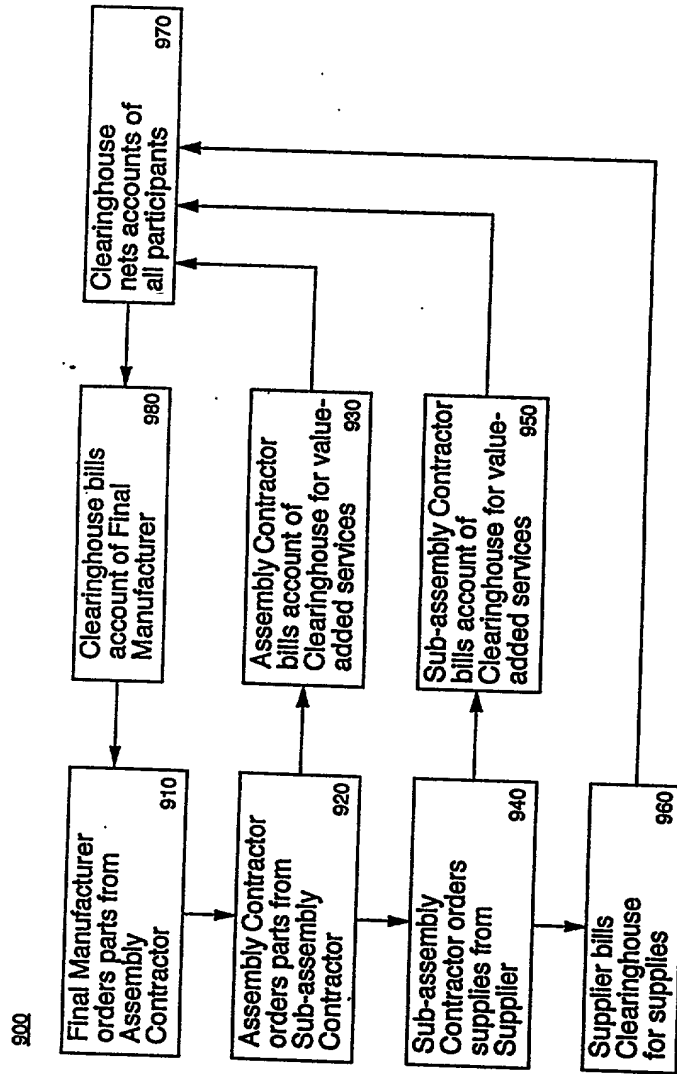 900
Final Manufacturer
orders parts from
Assembly
Contractor
910
Assembly Contractor
orders parts from
Sub-assembly
Contractor
920
Sub-assembly
Contractor orders
supplies from
Supplier
940
Supplier bills
Clearinghouse
for supplies
960
Clearinghouse bills
account of Final
Manufacturer
980
Assembly Contractor
bills account of
Clearinghouse for value-
added services
930
Sub-assembly Contractor
bills account of
Clearinghouse for value-
added services
950
Clearinghouse
nets accounts of
all participants
970